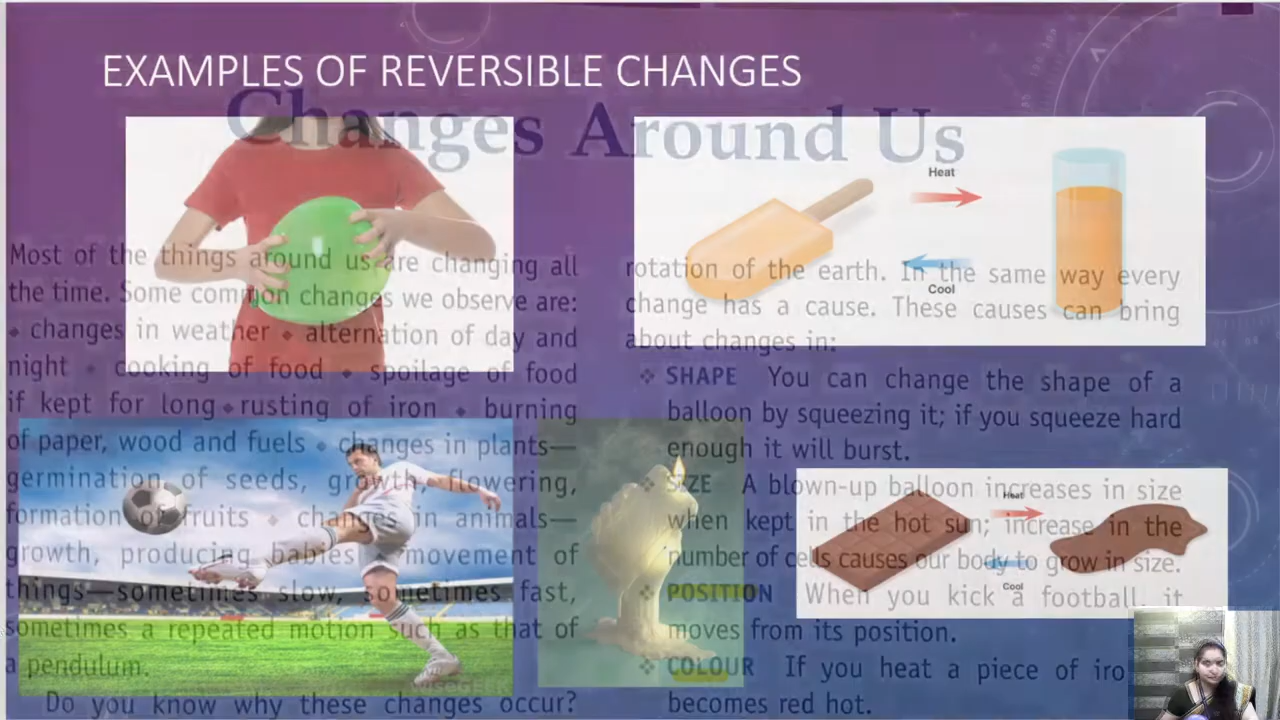 EXAMPLES OF REVERSIBLE CHANGES
Changes Around Us
Most of the things around us are changing all
the time. Some common changes we observe are:
• changes in weather • alternation of day and
night • cooking of food • spoilage of food
if kept for long • rusting of iron • burning
of paper, wood and fuels • changes in plants—
germination of seeds, growth, flowering,
formation of fruits • changes in animals—
growth, producing babies • movement of
things—sometimes slow, sometimes fast,
sometimes a repeated motion such as that of
a pendulum.
Do you know why these changes occur?
Heat
Cool
rotation of the earth. In the same way every
change has a cause. These causes can bring
about changes in:
❖ SHAPE You can change the shape of a
balloon by squeezing it; if you squeeze hard
enough it will burst.
❖ SIZE A blown-up balloon increases in size
when kept in the hot sun; increase in the
number of cells causes our body to grow in size.
❖ POSITION When you kick a football, it
moves from its position.
❖ COLOUR If you heat a piece of iro
becomes red hot.
Heat
Cool